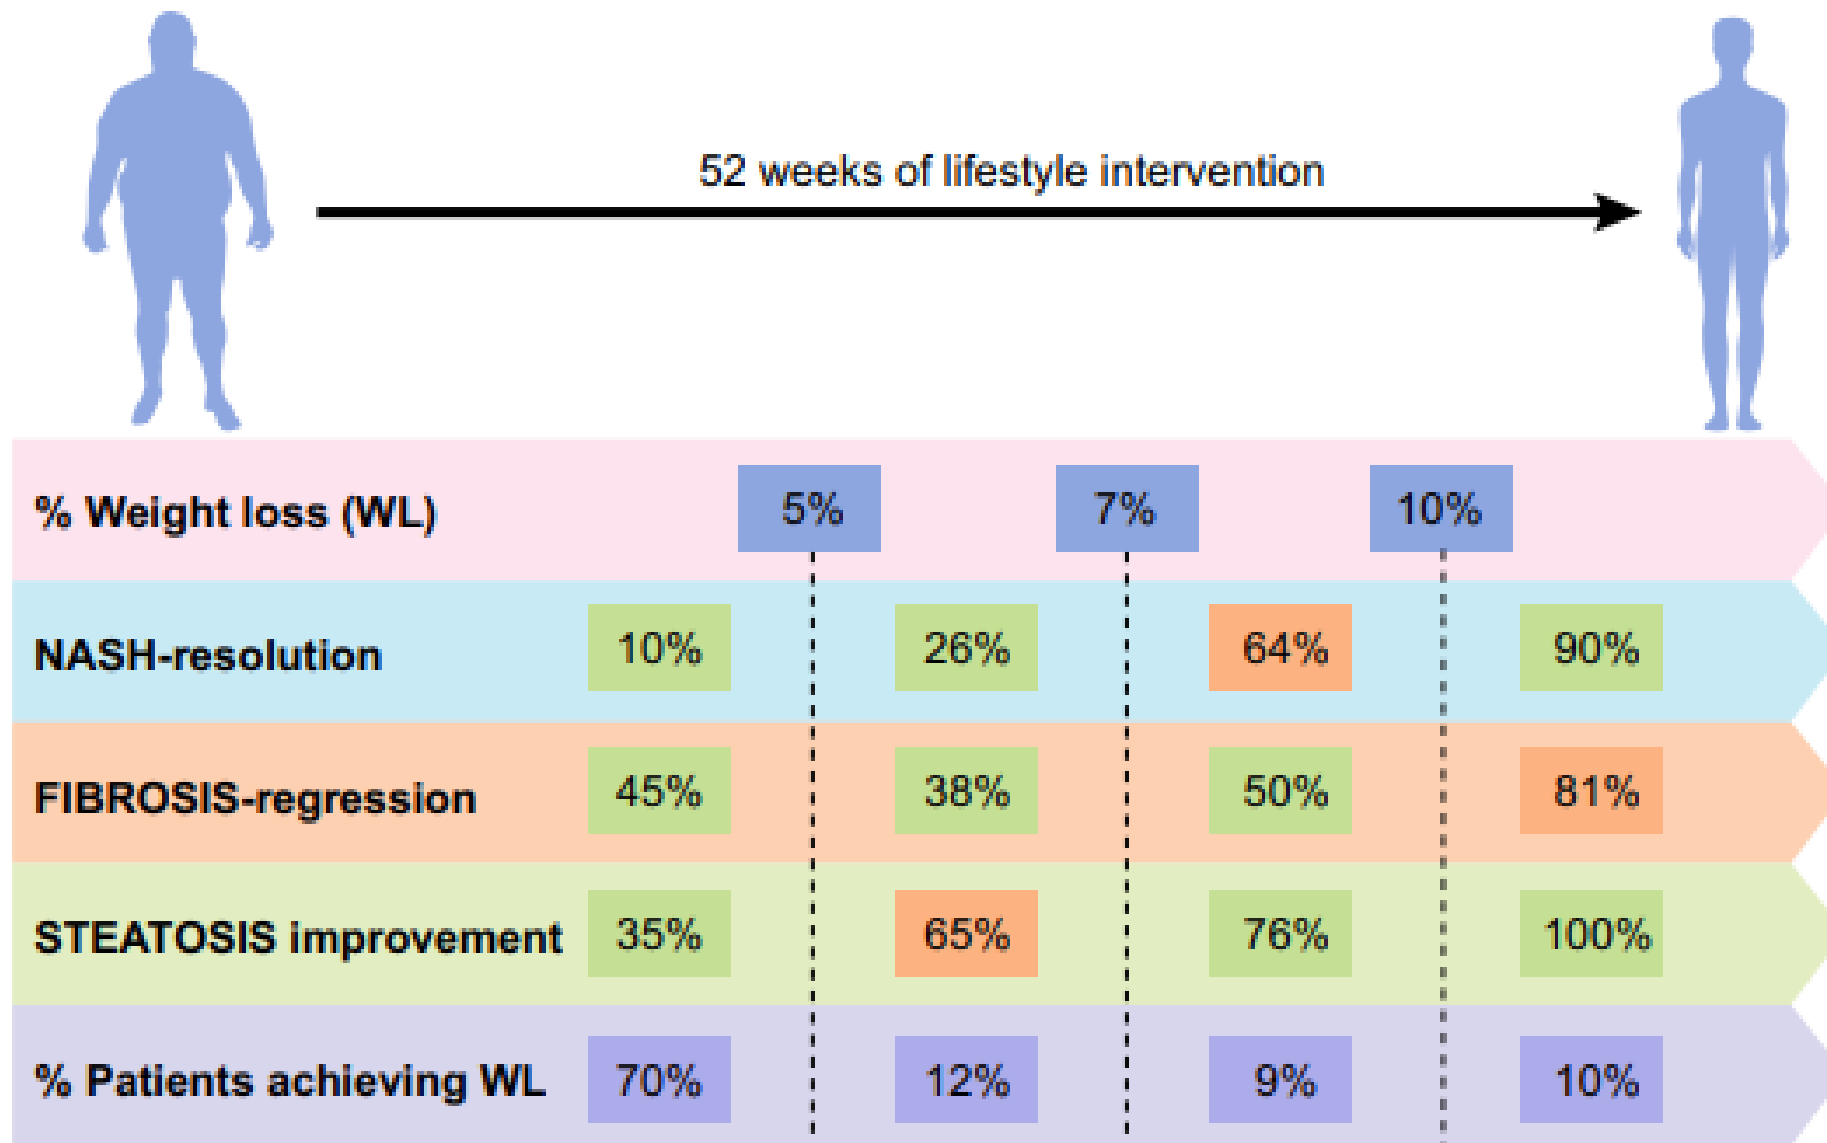 52 weeks of lifestyle intervention
% Weight loss (WL) 5% 7% 10%
NASH-resolution 10% 26% 64% 90%
FIBROSIS-regression 45% 38% 50% 81%
STEATOSIS improvement 35% 65% 76% 100%
% Patients achieving WL 70% 12% 9% 10%